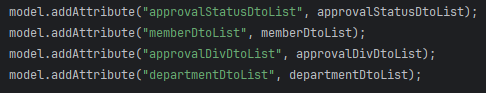 model.addAttribute("approvalStatusDtoList", approvalStatusDtoList);
model.addAttribute("memberDtoList", memberDtoList);
model.addAttribute("approvalDivDtoList", approvalDivDtoList);
model.addAttribute("departmentDtoList", departmentDtoList);